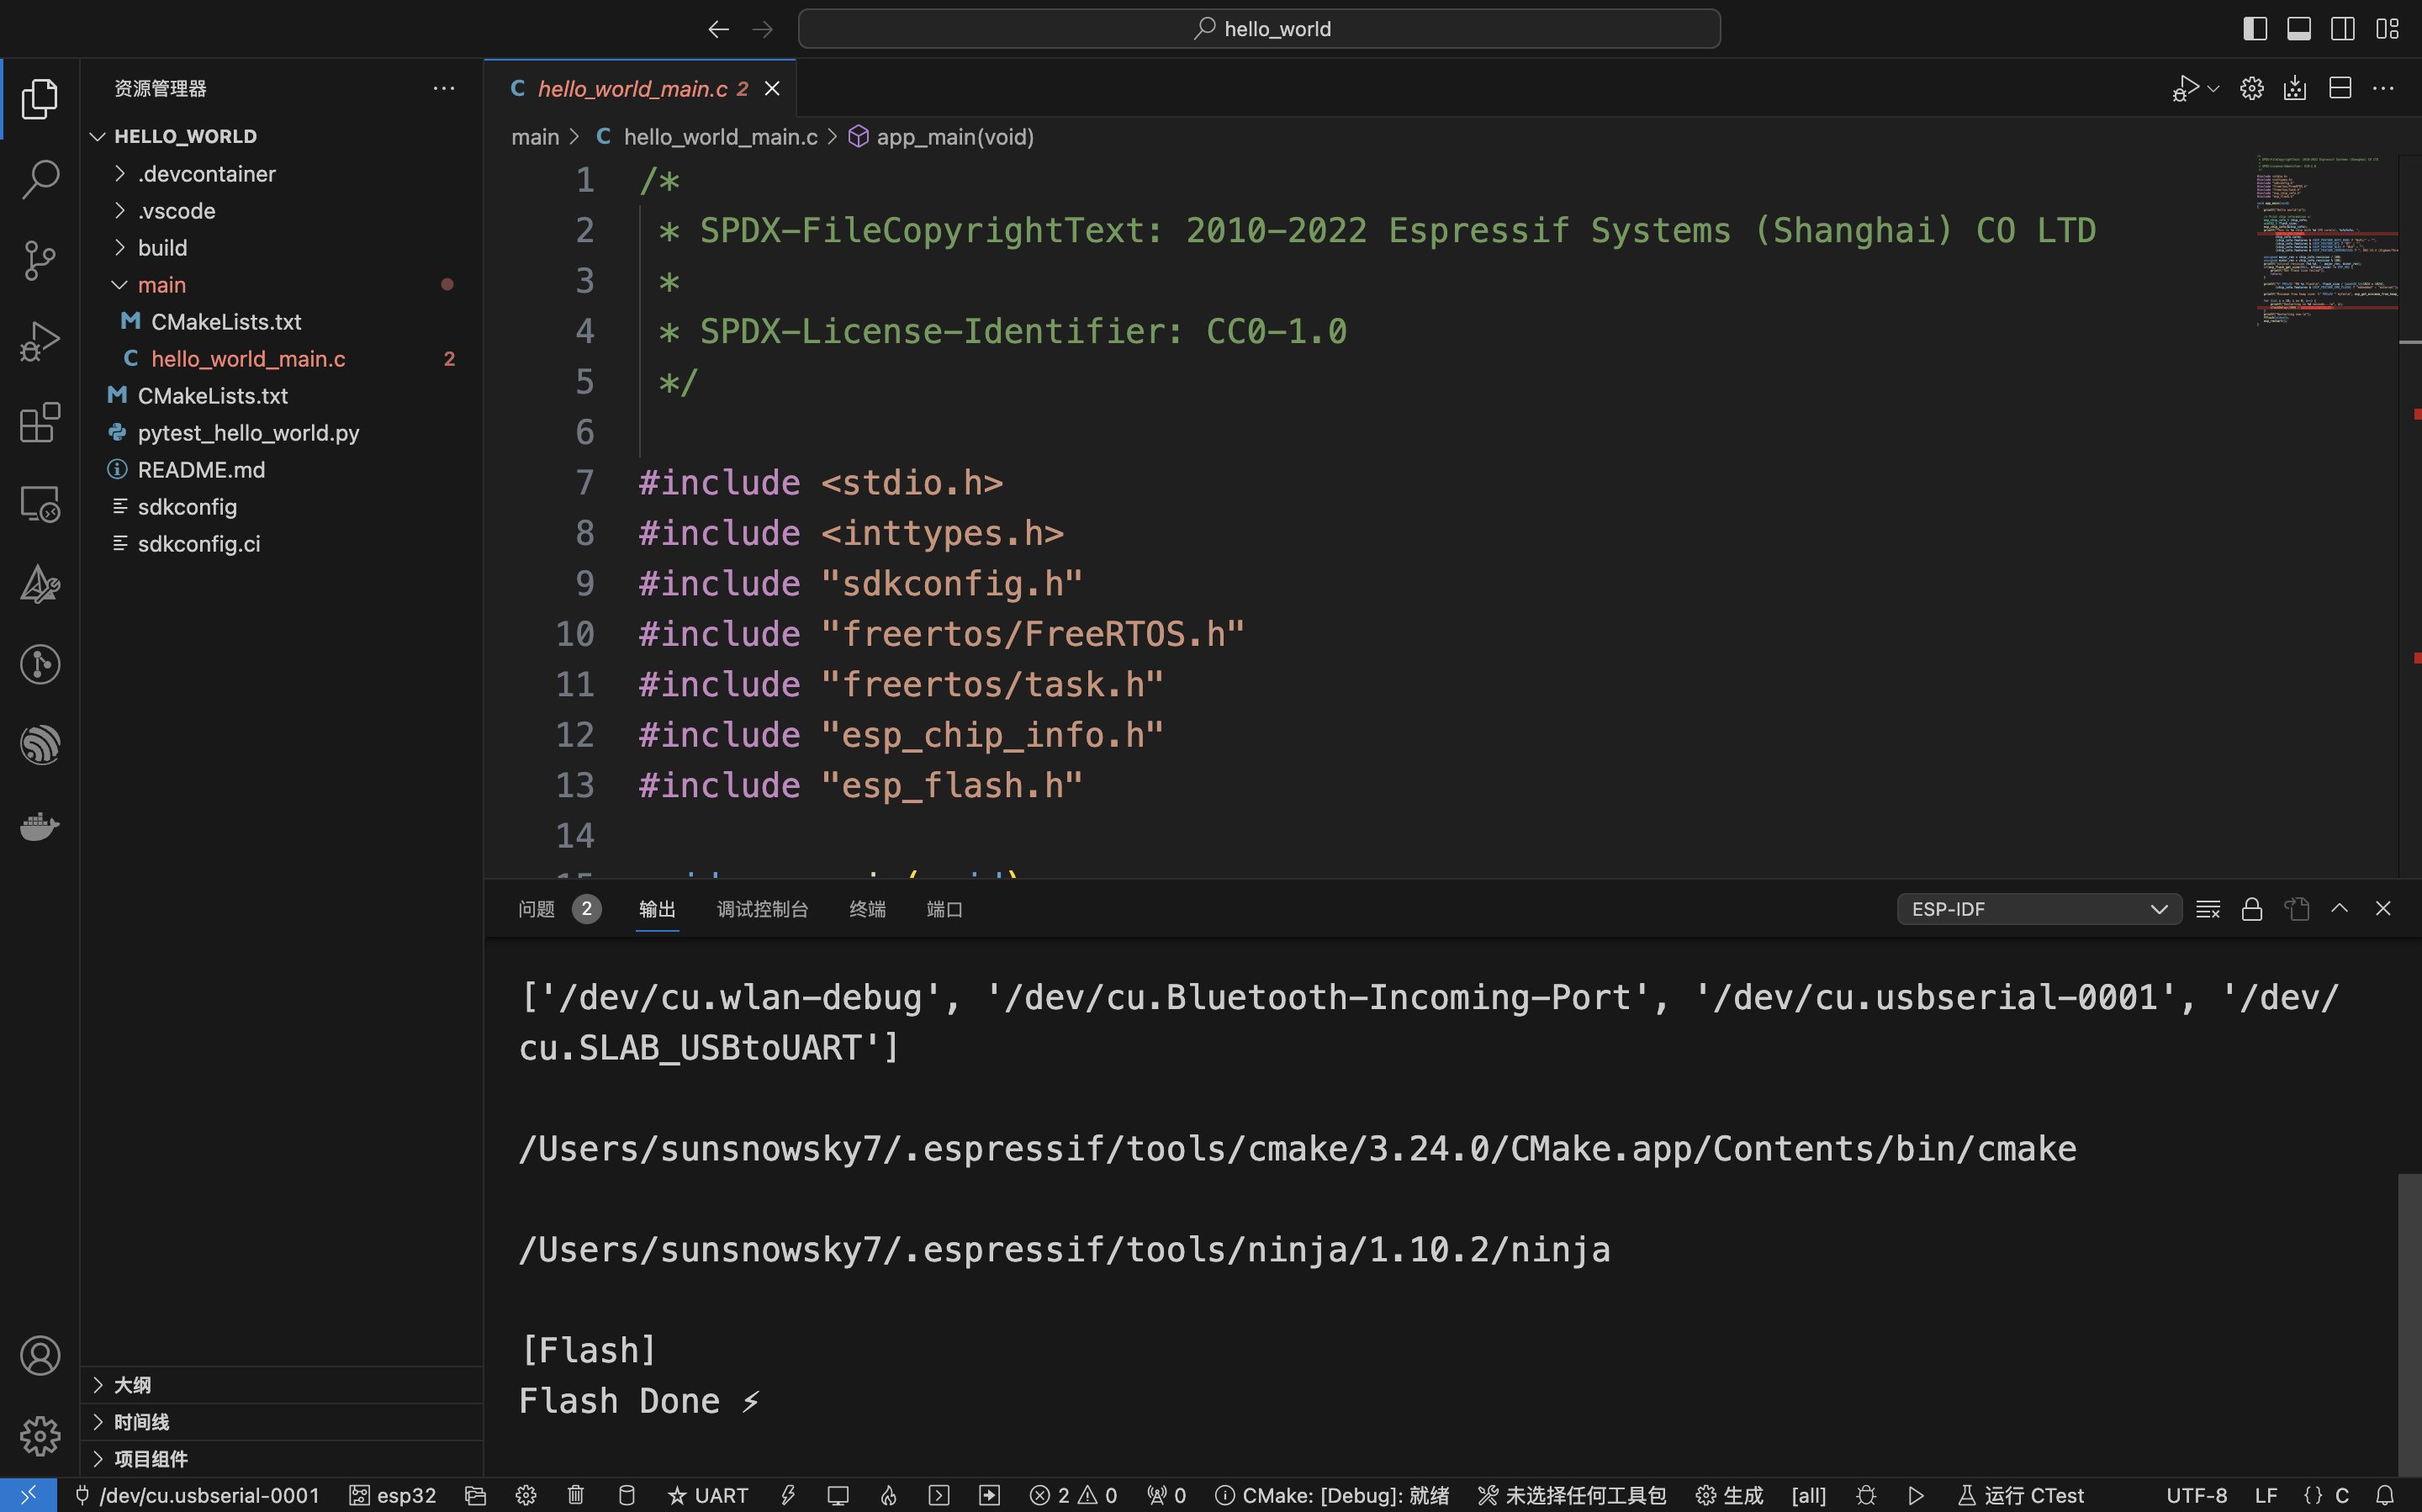 hello_world
资源管理器
HELLO_WORLD
.devcontainer
.vscode
build
main
CMakeLists.txt
hello_world_main.c 2
CMakeLists.txt
pytest_hello_world.py
README.md
sdkconfig
sdkconfig.ci
大纲
时间线
项目组件
C hello_world_main.c 2
main > C hello_world_main.c > app_main(void)
1 /*
2 * SPDX-FileCopyrightText: 2010-2022 Espressif Systems (Shanghai) CO LTD
3 *
4 * SPDX-License-Identifier: CC0-1.0
5 */
6
7 #include <stdio.h>
8 #include <inttypes.h>
9 #include "sdkconfig.h"
10 #include "freertos/FreeRTOS.h"
11 #include "freertos/task.h"
12 #include "esp_chip_info.h"
13 #include "esp_flash.h"
14
问题 2 输出 调试控制台 终端 端口 ESP-IDF
['/dev/cu.wlan-debug', '/dev/cu.Bluetooth-Incoming-Port', '/dev/cu.usbserial-0001', '/dev/
cu.SLAB_USBtoUART']
/Users/sunsnowsky7/.espressif/tools/cmake/3.24.0/CMake.app/Contents/bin/cmake
/Users/sunsnowsky7/.espressif/tools/ninja/1.10.2/ninja
[Flash]
Flash Done ⚡
/dev/cu.usbserial-0001 esp32 UART 2 0 0 CMake: [Debug]: 就绪 未选择任何工具包 生成 [all] 运行 CTest UTF-8 LF {} C